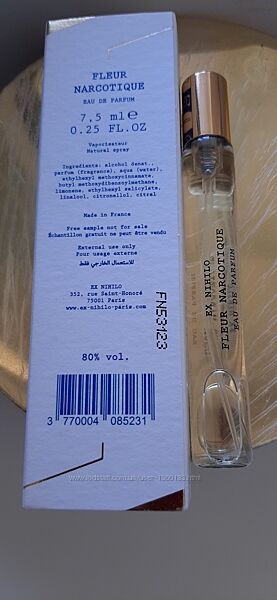 FLEUR
NARCOTIQUE
EAU DE PARFUM
7,5 ml℮
0.25 FL.OZ
Vaporisateur
Natural spray
Ingredients: alcohol denat.,
parfum (fragrance), aqua (water),
ethylhexyl methoxycinnamate,
butyl methoxydibenzoylmethane,
limonene, ethylhexyl salicylate,
linalool, citronellol, citral
Made in France
Free sample not for sale
Échantillon gratuit ne peut être vendu
External use only
Pour usage externe
للاستعمال الخارجي فقط
EX NIHILO
352, rue Saint-Honoré
75001 Paris
www.ex-nihilo-paris.com
FN53123
80% vol.
3 770004 085231
EX NIHILO
FLEUR NARCOTIQUE
EAU DE PARFUM